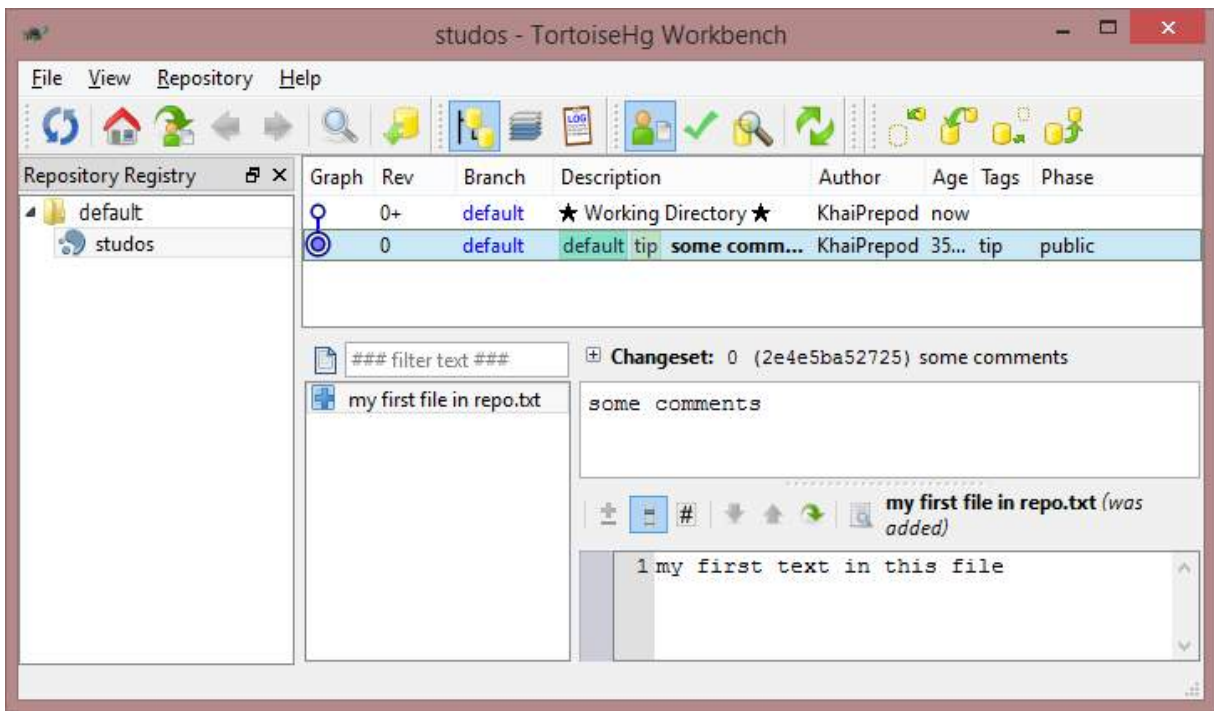 studos - TortoiseHg Workbench
File View Repository Help
LOG
Repository Registry
default
studos
Graph Rev Branch Description Author Age Tags Phase
0+ default ★ Working Directory ★ KhaiPrepod now
0 default default tip some comm... KhaiPrepod 35... tip public
### filter text ###
my first file in repo.txt
Changeset: 0 (2e4e5ba52725) some comments
some comments
# my first file in repo.txt (was
added)
1 my first text in this file